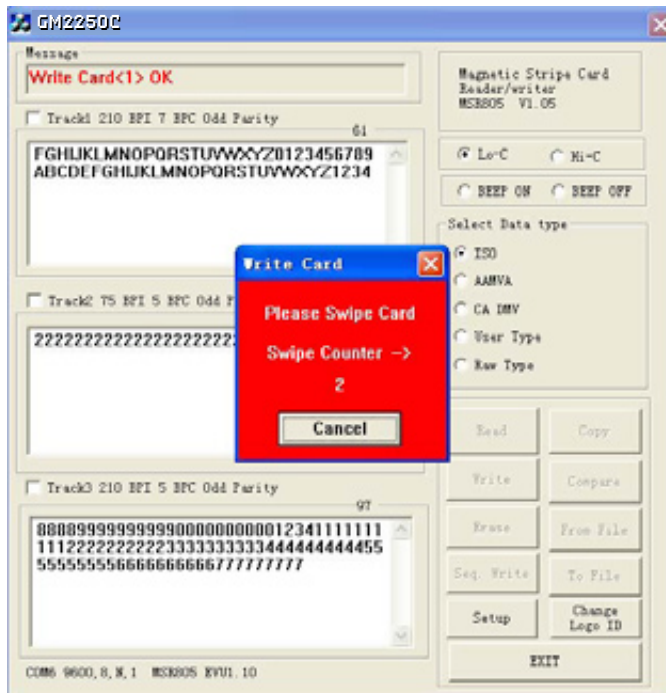 GM2250C
Message
Write Card<1> OK
Magnetic Stripe Card
Reader/writer
MSR805 V1.05
Track1 210 BPI 7 BPC Odd Parity
61
FGHIJKLMNOPQRSTUVWXYZ0123456789
ABCDEFGHIJKLMNOPQRSTUVWXYZ1234
Lo-C Hi-C
BEEP ON BEEP OFF
Select Data type
ISO
AAMVA
CA DMV
User Type
Raw Type
Write Card
Please Swipe Card
Swipe Counter ->
2
Cancel
Track2 75 BPI 5 BPC Odd P
Track3 210 BPI 5 BPC Odd Parity
97
Read Copy
Write Compare
Erase From File
Seq. Write To File
Setup Change
Logo ID
EXIT
COM6 9600,8,N,1 MSR805 EVU1.10